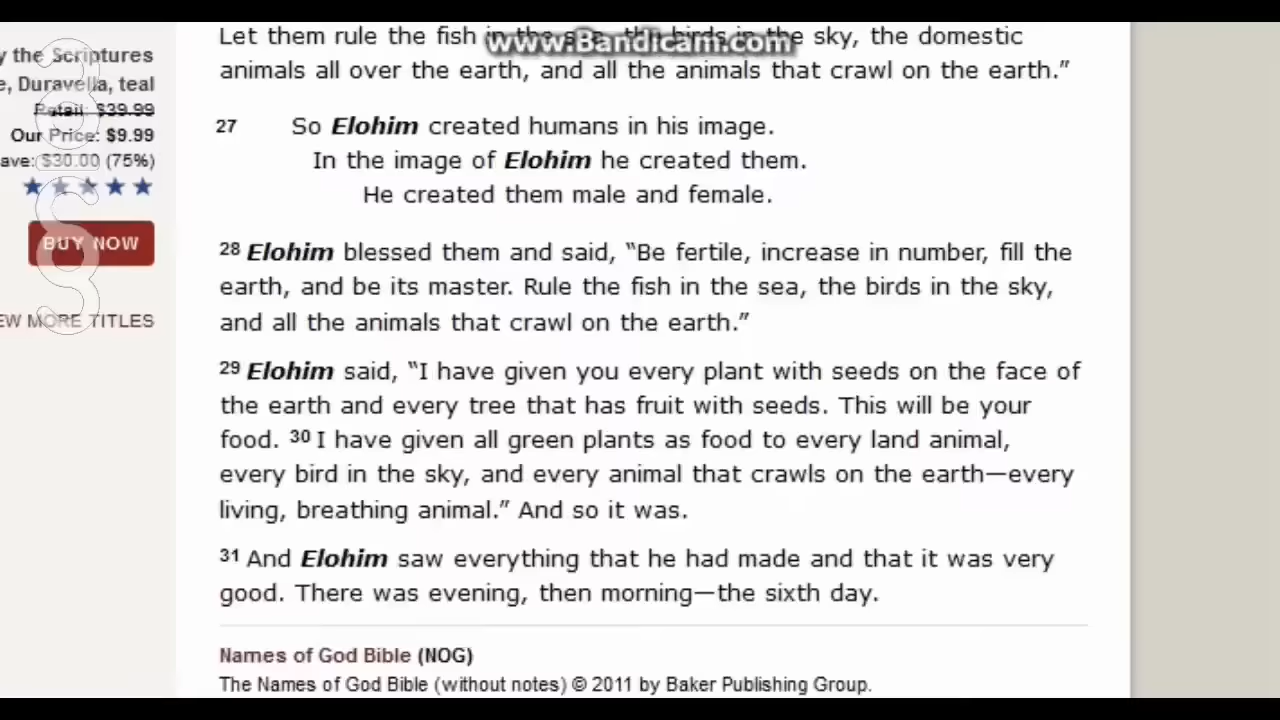 Let them rule the fish in the sea, the birds in the sky, the domestic
www.Bandicam.com
animals all over the earth, and all the animals that crawl on the earth.”
27 So Elohim created humans in his image.
In the image of Elohim he created them.
He created them male and female.
28 Elohim blessed them and said, “Be fertile, increase in number, fill the
earth, and be its master. Rule the fish in the sea, the birds in the sky,
and all the animals that crawl on the earth.”
29 Elohim said, “I have given you every plant with seeds on the face of
the earth and every tree that has fruit with seeds. This will be your
food. 30 I have given all green plants as food to every land animal,
every bird in the sky, and every animal that crawls on the earth—every
living, breathing animal.” And so it was.
31 And Elohim saw everything that he had made and that it was very
good. There was evening, then morning—the sixth day.
Names of God Bible (NOG)
The Names of God Bible (without notes) © 2011 by Baker Publishing Group.
y the Scriptures
e, Duravella, teal
Retail: $39.99
Our Price: $9.99
ave: $30.00 (75%)
BUY NOW
EW MORE TITLES